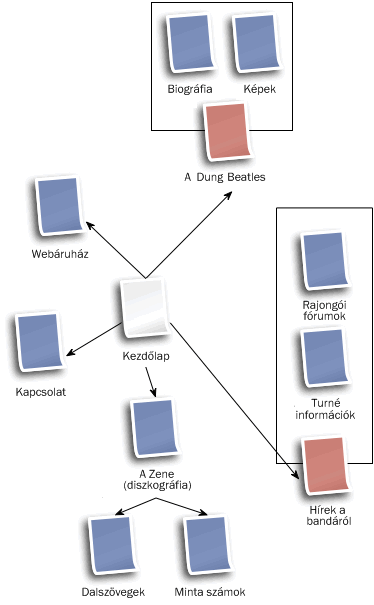 Biográfia
Képek
A Dung Beatles
Webáruház
Rajongói
fórumok
Kezdőlap
Kapcsolat
Turné
információk
A Zene
(diszkográfia)
Hírek a
bandáról
Dalszövegek
Minta számok